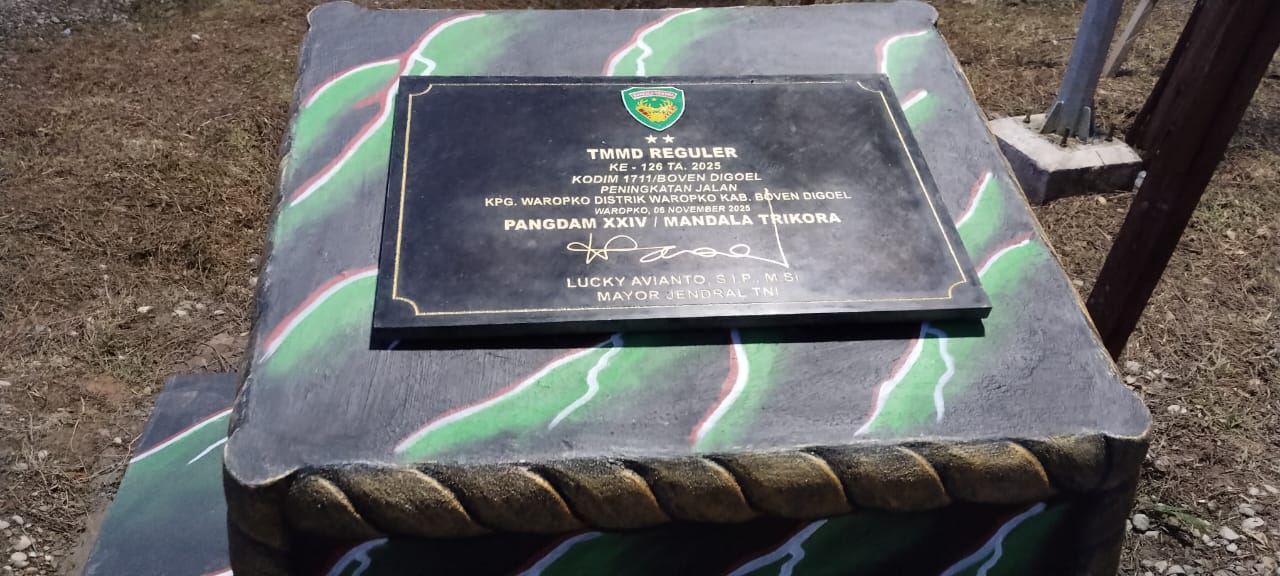 TMMD REGULER
KE - 126 TA. 2025
KODIM 1711/BOVEN DIGOEL
PENINGKATAN JALAN
KPG. WAROPKO DISTRIK WAROPKO KAB. BOVEN DIGOEL
WAROPKO, 06 NOVEMBER 2025
PANGDAM XXIV / MANDALA TRIKORA
LUCKY AVIANTO, S.I.P., M.Si
MAYOR JENDRAL TNI